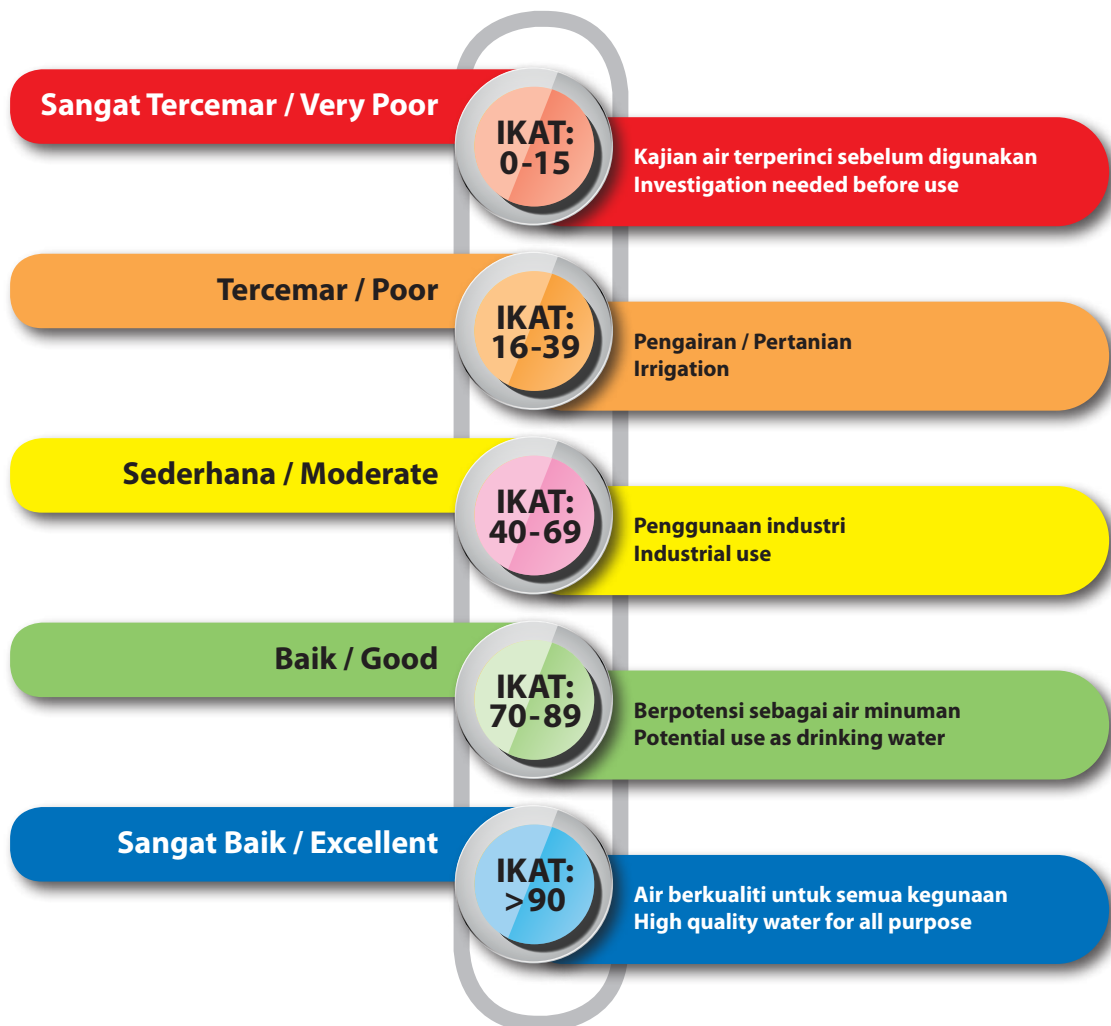 Sangat Tercemar / Very Poor
IKAT:
0-15
Kajian air terperinci sebelum digunakan
Investigation needed before use
Tercemar / Poor
IKAT:
16-39
Pengairan / Pertanian
Irrigation
Sederhana / Moderate
IKAT:
40-69
Penggunaan industri
Industrial use
Baik / Good
IKAT:
70-89
Berpotensi sebagai air minuman
Potential use as drinking water
Sangat Baik / Excellent
IKAT:
>90
Air berkualiti untuk semua kegunaan
High quality water for all purpose